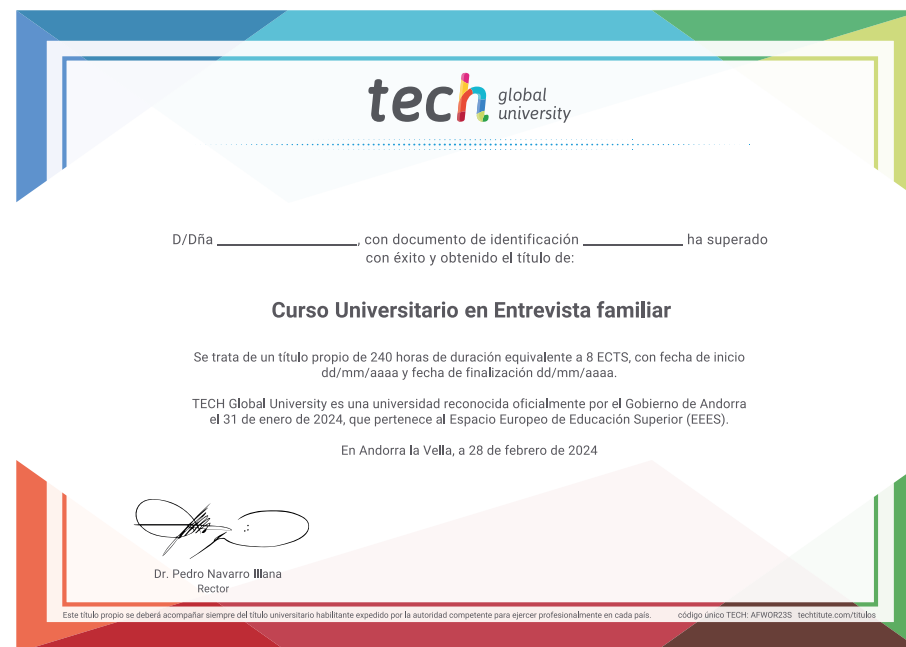 tech global university
D/Dña ______________, con documento de identificación __________ ha superado
con éxito y obtenido el título de:
Curso Universitario en Entrevista familiar
Se trata de un título propio de 240 horas de duración equivalente a 8 ECTS, con fecha de inicio
dd/mm/aaaa y fecha de finalización dd/mm/aaaa.
TECH Global University es una universidad reconocida oficialmente por el Gobierno de Andorra
el 31 de enero de 2024, que pertenece al Espacio Europeo de Educación Superior (EEES).
En Andorra la Vella, a 28 de febrero de 2024
Dr. Pedro Navarro Illana
Rector
Este título propio se deberá acompañar siempre del título universitario habilitante expedido por la autoridad competente para ejercer profesionalmente en cada país. código único TECH: AFWOR23S techtitute.com/titulos